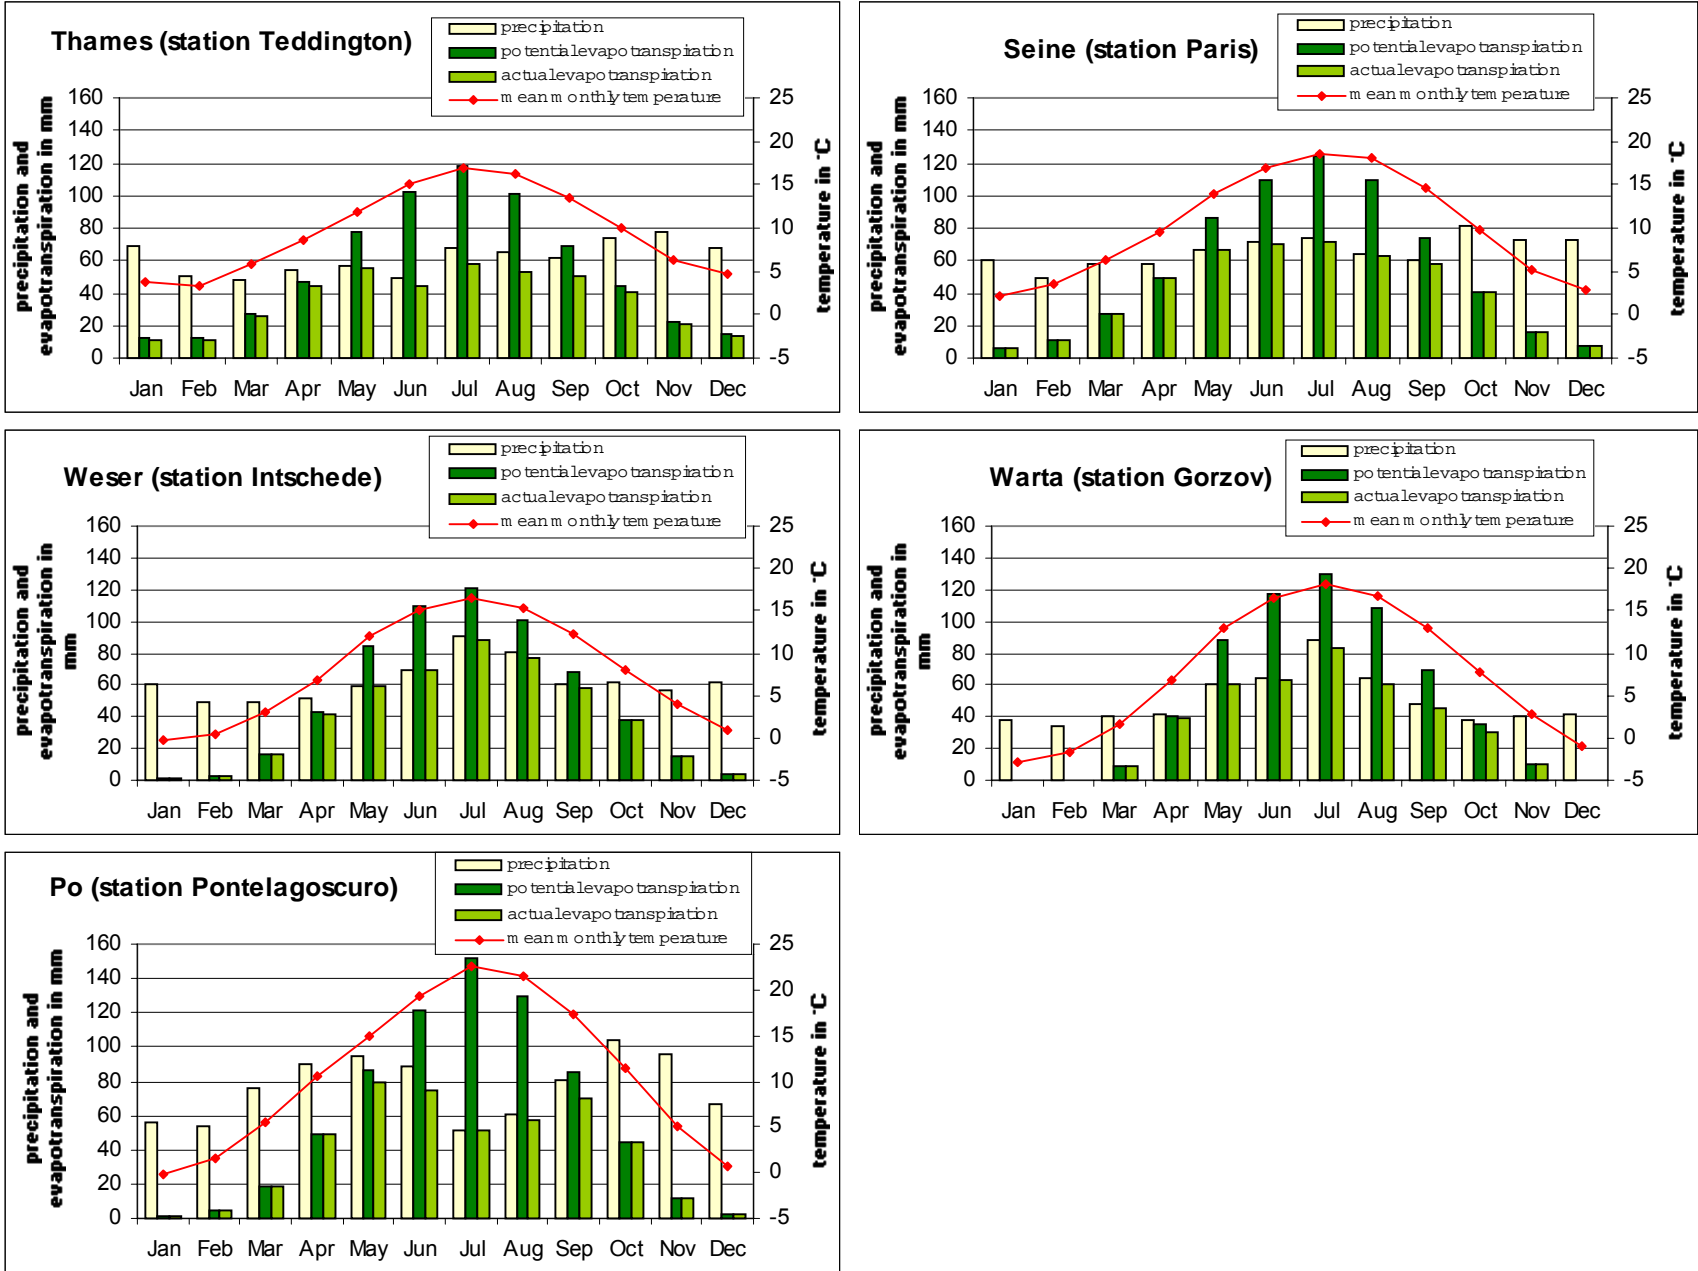 Thames (station Teddington)
precipitation
potential evapotranspiration
actual evapotranspiration
mean monthly temperature
precipitation and
evapotranspiration in mm
160
140
120
100
80
60
40
20
0
25
20
15
10
5
0
-5
temperature in °C
Jan Feb Mar Apr May Jun Jul Aug Sep Oct Nov Dec
Seine (station Paris)
precipitation
potential evapotranspiration
actual evapotranspiration
mean monthly temperature
precipitation and
evapotranspiration in mm
160
140
120
100
80
60
40
20
0
25
20
15
10
5
0
-5
temperature in °C
Jan Feb Mar Apr May Jun Jul Aug Sep Oct Nov Dec
Weser (station Intschede)
precipitation
potential evapotranspiration
actual evapotranspiration
mean monthly temperature
precipitation and
evapotranspiration in
mm
160
140
120
100
80
60
40
20
0
25
20
15
10
5
0
-5
temperature in °C
Jan Feb Mar Apr May Jun Jul Aug Sep Oct Nov Dec
Warta (station Gorzov)
precipitation
potential evapotranspiration
actual evapotranspiration
mean monthly temperature
precipitation and
evapotranspiration in
mm
160
140
120
100
80
60
40
20
0
25
20
15
10
5
0
-5
temperature in °C
Jan Feb Mar Apr May Jun Jul Aug Sep Oct Nov Dec
Po (station Pontelagoscuro)
precipitation
potential evapotranspiration
actual evapotranspiration
mean monthly temperature
precipitation and
evapotranspiration in mm
160
140
120
100
80
60
40
20
0
25
20
15
10
5
0
-5
temperature in °C
Jan Feb Mar Apr May Jun Jul Aug Sep Oct Nov Dec